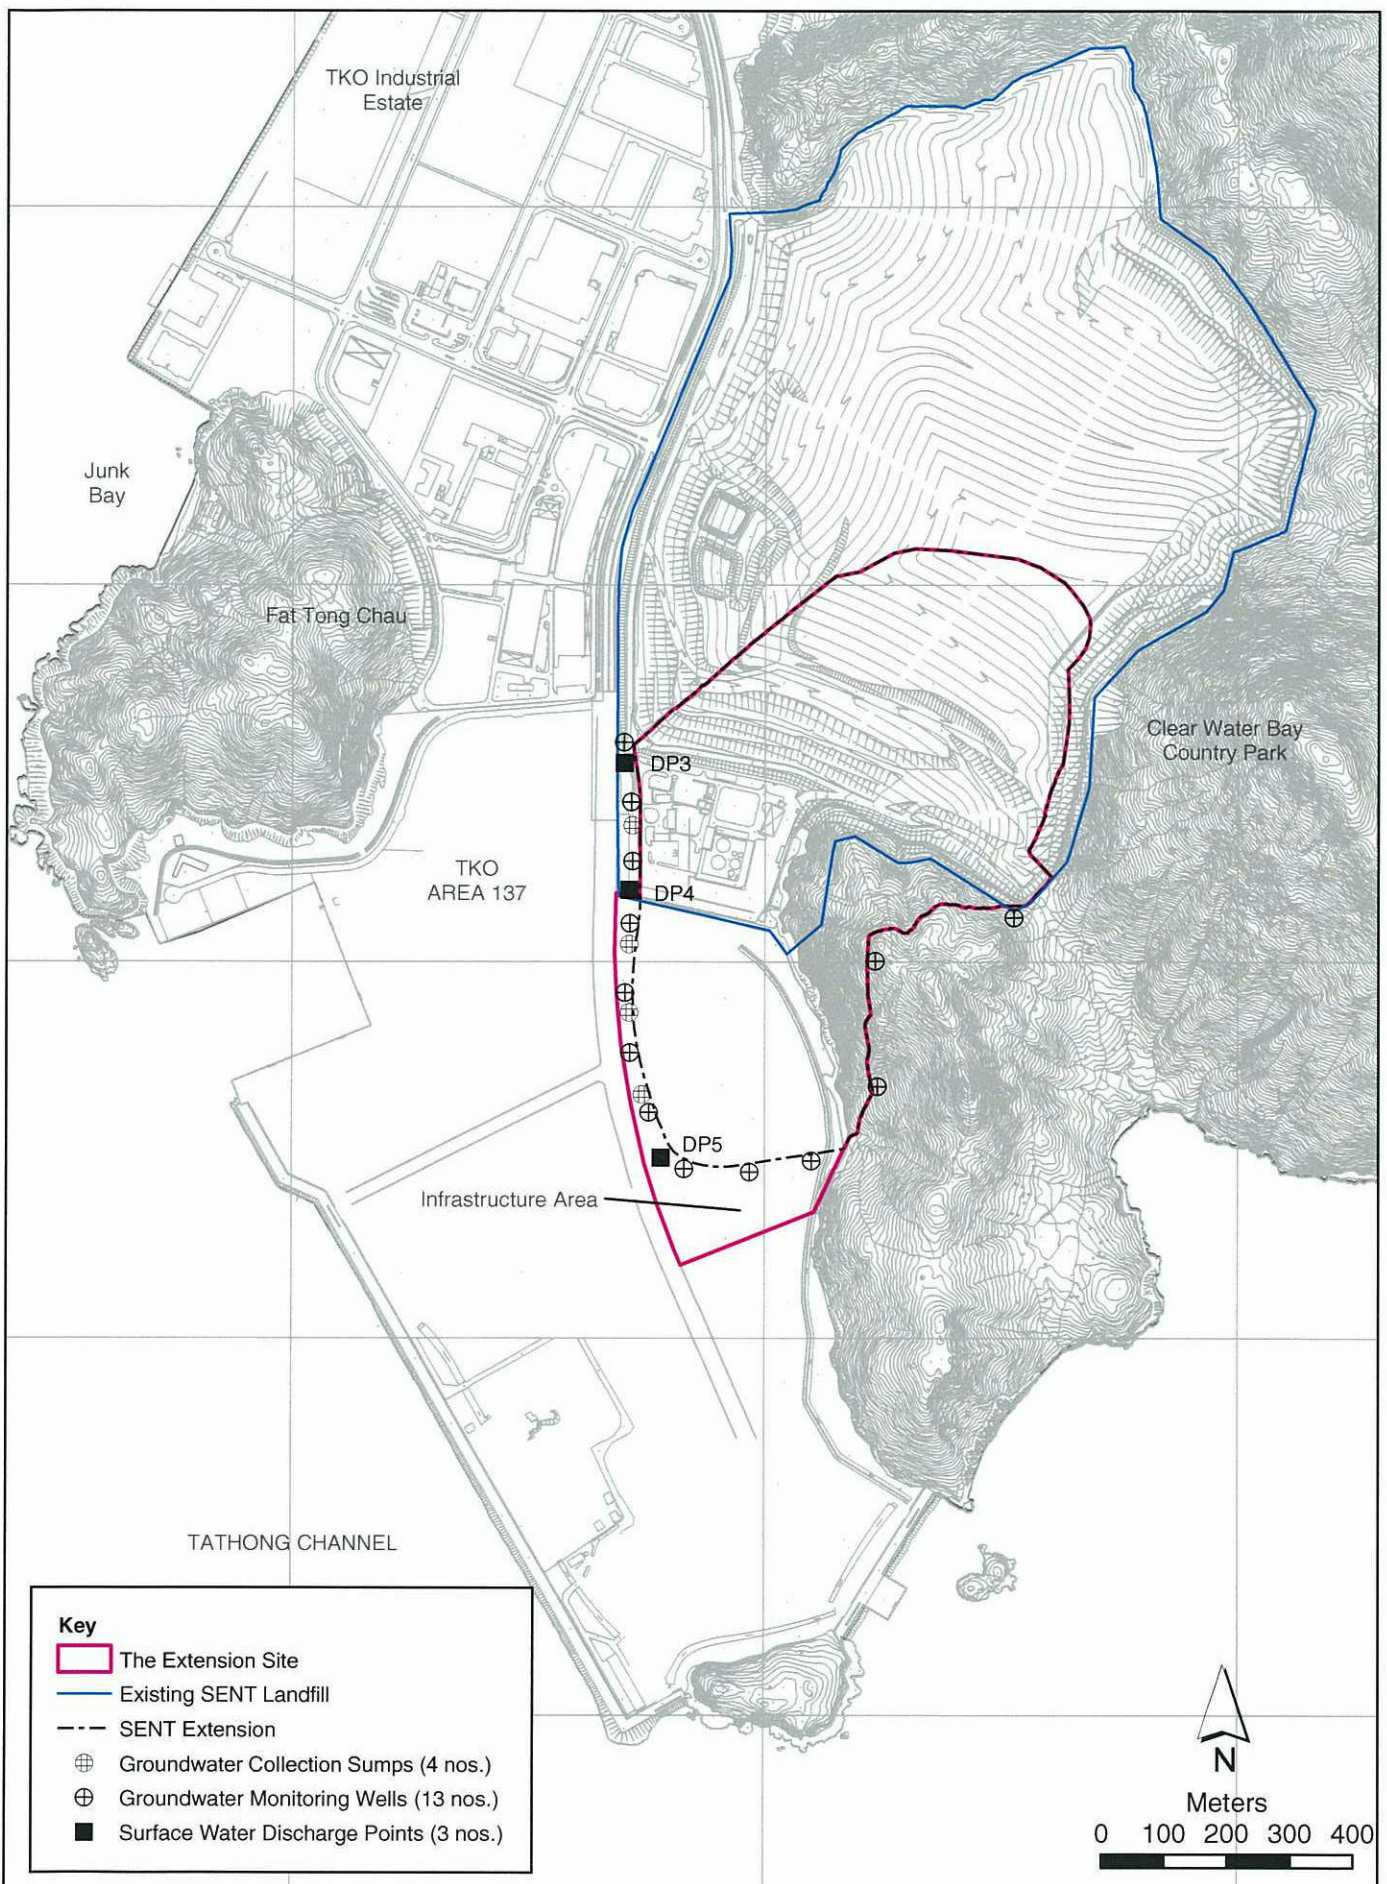 TKO Industrial
Estate
Junk
Bay
Fat Tong Chau
Clear Water Bay
Country Park
DP3
TKO
AREA 137
DP4
DP5
Infrastructure Area
TATHONG CHANNEL
Key
The Extension Site
Existing SENT Landfill
SENT Extension
Groundwater Collection Sumps (4 nos.)
Groundwater Monitoring Wells (13 nos.)
Surface Water Discharge Points (3 nos.)
N
Meters
0 100 200 300 400